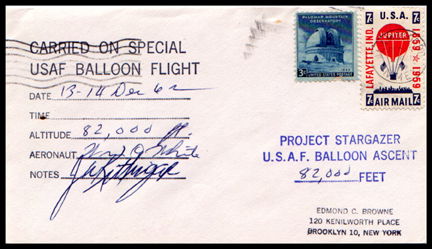 CARRIED ON SPECIAL
USAF BALLOON FLIGHT
DATE 13-14 Dec 62
TIME
ALTITUDE 82,000 ft.
AERONAUT
NOTES
PALOMAR MOUNTAIN
OBSERVATORY
3¢ UNITED STATES POSTAGE
7¢ U.S.A. 7¢
JUPITER
LAFAYETTE, IND.
1859 ★ 1959
7¢ AIR MAIL 7¢
PROJECT STARGAZER
U.S.A.F. BALLOON ASCENT
82,000 FEET
EDMOND C. BROWNE
120 KENILWORTH PLACE
BROOKLYN 10, NEW YORK